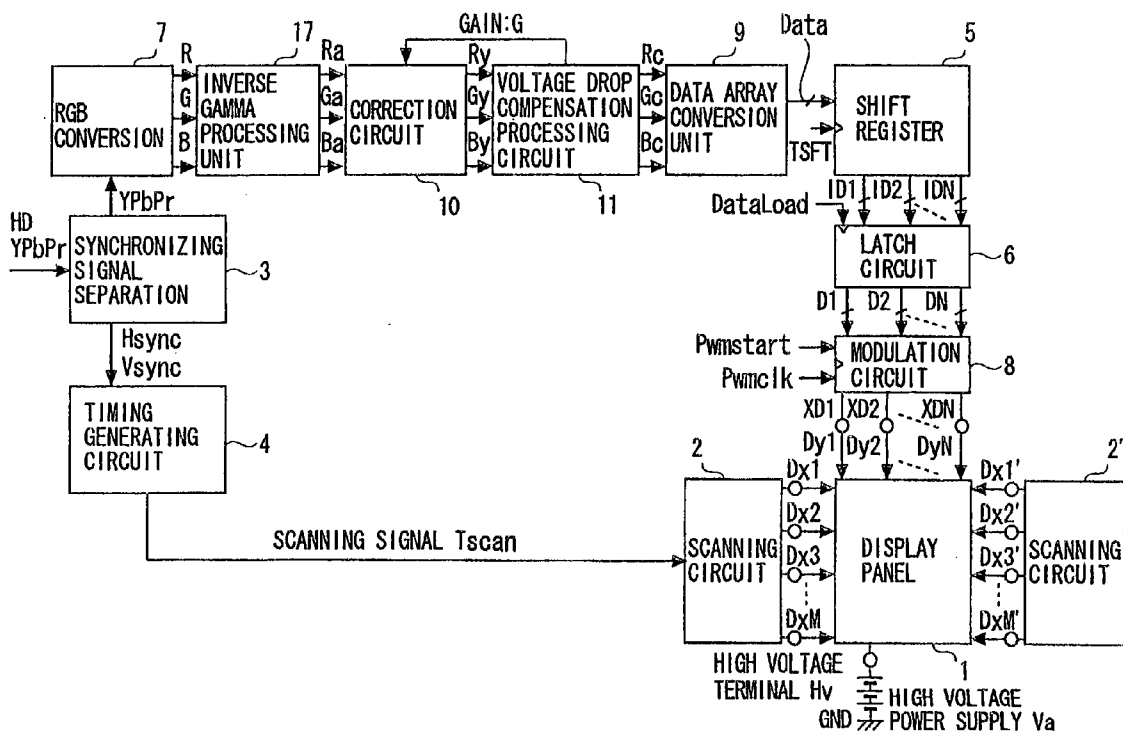 GAIN:G
Data
7
17
9
5
R
G
B
Ra
Ga
Ba
Ry
Gy
By
Rc
Gc
Bc
RGB
CONVERSION
INVERSE
GAMMA
PROCESSING
UNIT
CORRECTION
CIRCUIT
VOLTAGE DROP
COMPENSATION
PROCESSING
CIRCUIT
DATA ARRAY
CONVERSION
UNIT
SHIFT
REGISTER
TSFT
10
11
YPbPr
ID1
ID2
IDN
DataLoad
HD
YPbPr
SYNCHRONIZING
SIGNAL
SEPARATION
3
LATCH
CIRCUIT
6
D1
D2
DN
Hsync
Vsync
Pwmstart
Pwmclk
MODULATION
CIRCUIT
8
TIMING
GENERATING
CIRCUIT
4
XD1
XD2
XDN
Dy1
Dy2
DyN
2
2'
Dx1
Dx2
Dx3
DxM
Dx1'
Dx2'
Dx3'
DxM'
SCANNING SIGNAL Tscan
SCANNING
CIRCUIT
DISPLAY
PANEL
SCANNING
CIRCUIT
1
HIGH VOLTAGE
TERMINAL Hv
GND
HIGH VOLTAGE
POWER SUPPLY Va